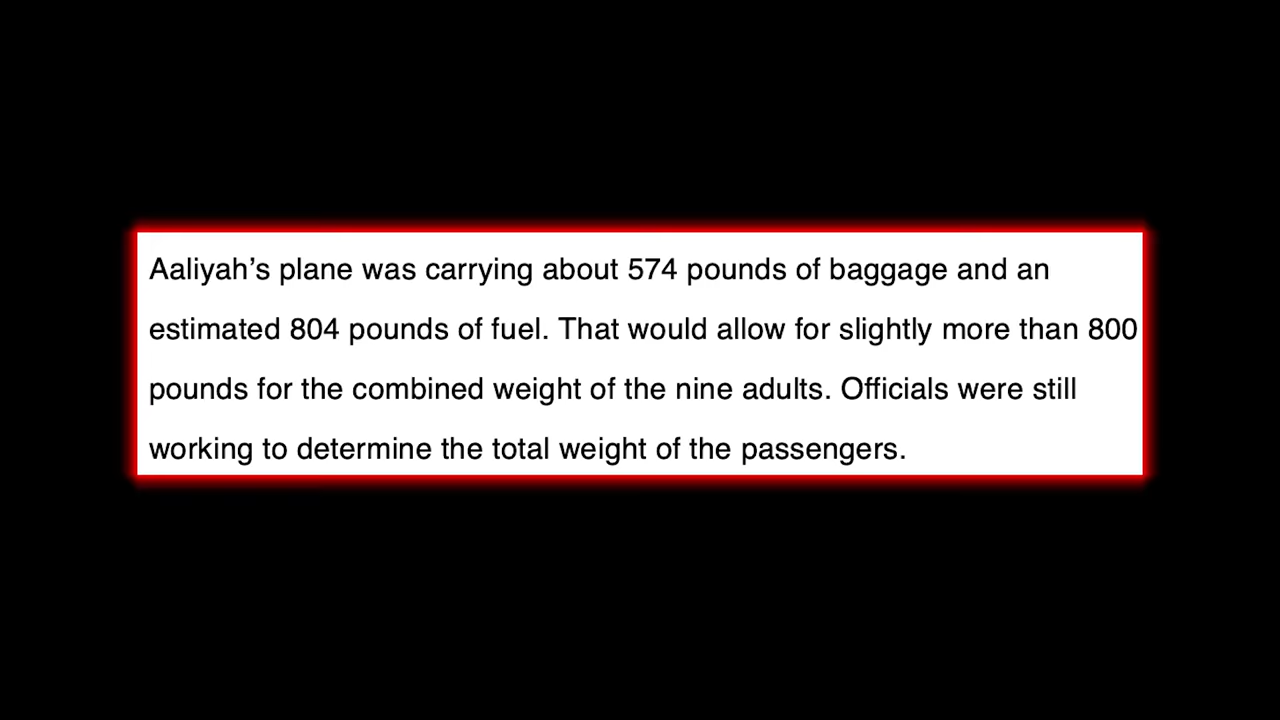 Aaliyah’s plane was carrying about 574 pounds of baggage and an
estimated 804 pounds of fuel. That would allow for slightly more than 800
pounds for the combined weight of the nine adults. Officials were still
working to determine the total weight of the passengers.